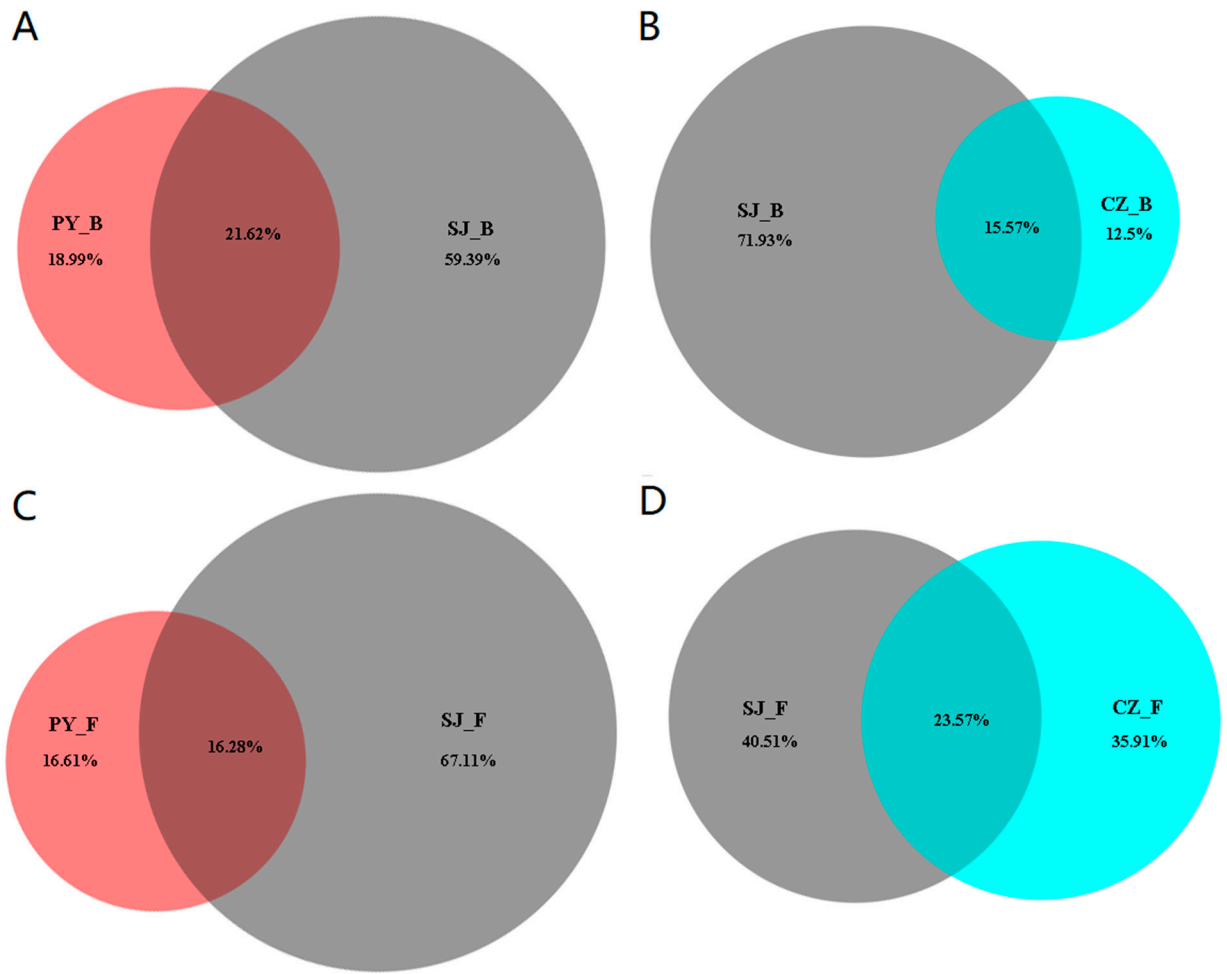 A
PY_B
18.99%
21.62%
SJ_B
59.39%
B
SJ_B
71.93%
15.57%
CZ_B
12.5%
C
PY_F
16.61%
16.28%
SJ_F
67.11%
D
SJ_F
40.51%
23.57%
CZ_F
35.91%